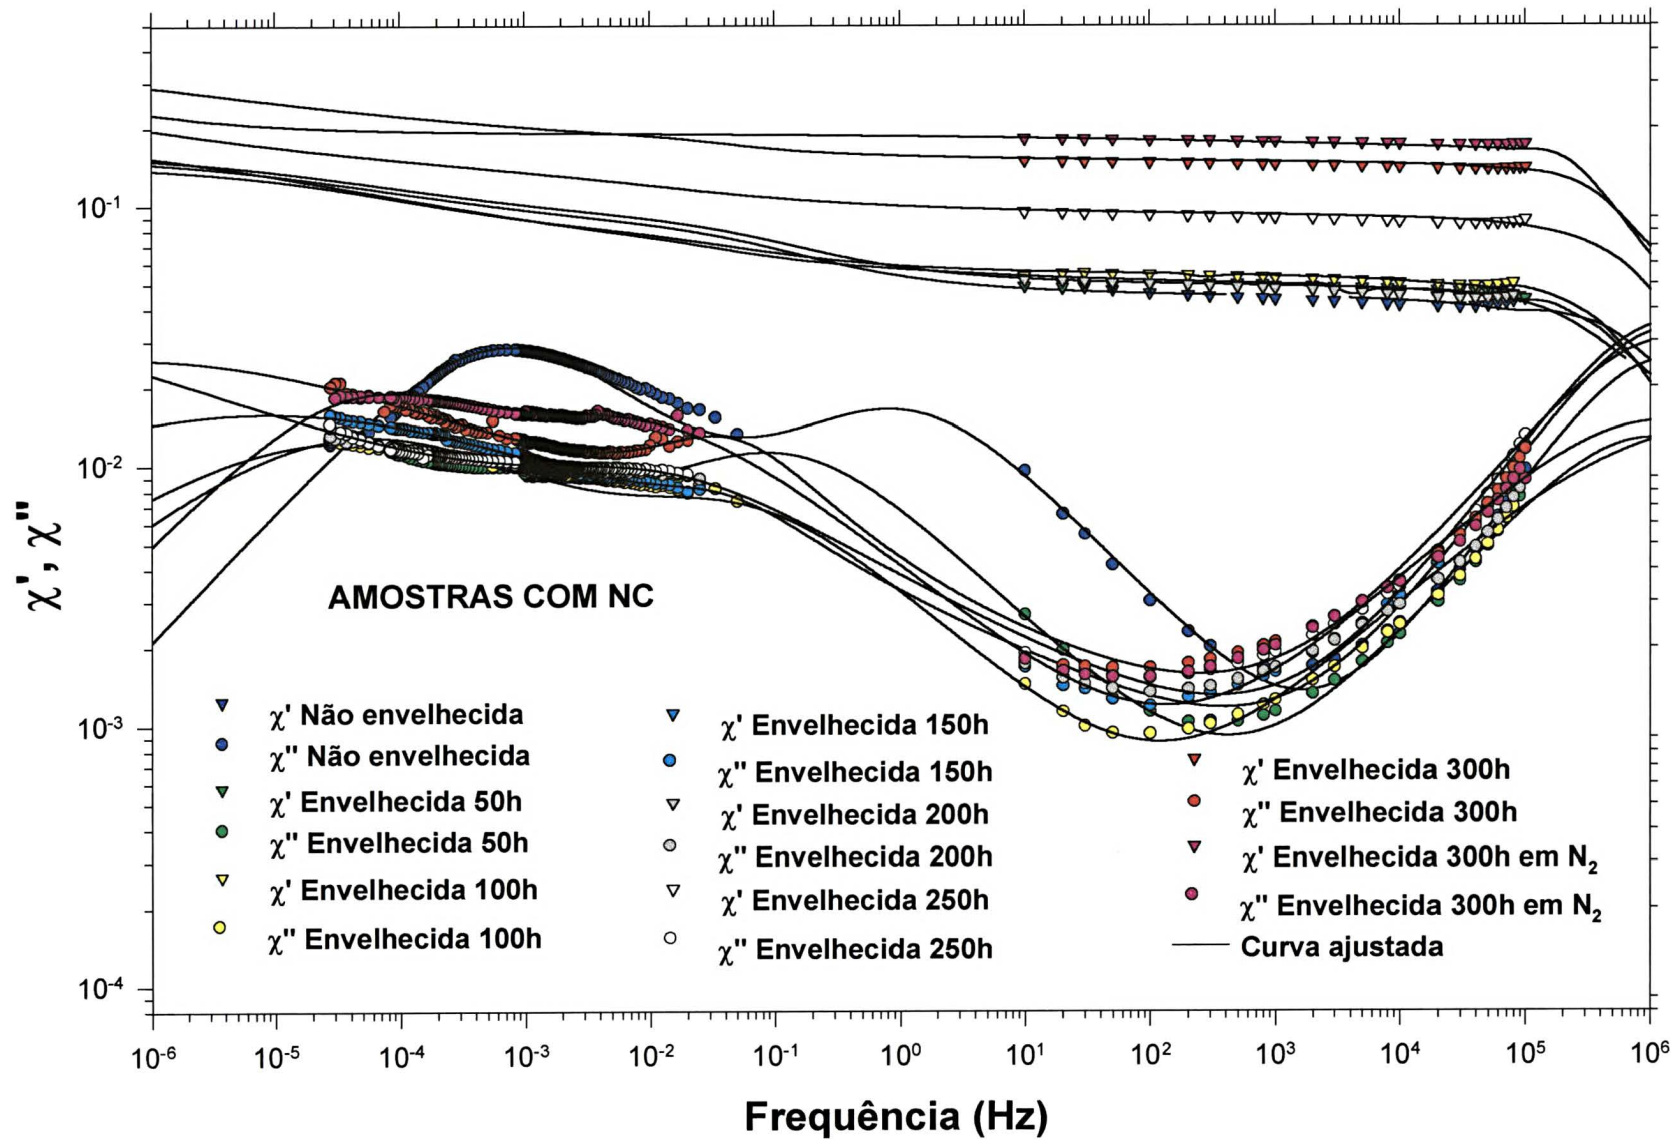 10⁻¹
10⁻²
10⁻³
10⁻⁴
χ', χ"
AMOSTRAS COM NC
χ' Não envelhecida
χ" Não envelhecida
χ' Envelhecida 50h
χ" Envelhecida 50h
χ' Envelhecida 100h
χ" Envelhecida 100h
χ' Envelhecida 150h
χ" Envelhecida 150h
χ' Envelhecida 200h
χ" Envelhecida 200h
χ' Envelhecida 250h
χ" Envelhecida 250h
χ' Envelhecida 300h
χ" Envelhecida 300h
χ' Envelhecida 300h em N₂
χ" Envelhecida 300h em N₂
Curva ajustada
10⁻⁶ 10⁻⁵ 10⁻⁴ 10⁻³ 10⁻² 10⁻¹ 10⁰ 10¹ 10² 10³ 10⁴ 10⁵ 10⁶
Frequência (Hz)